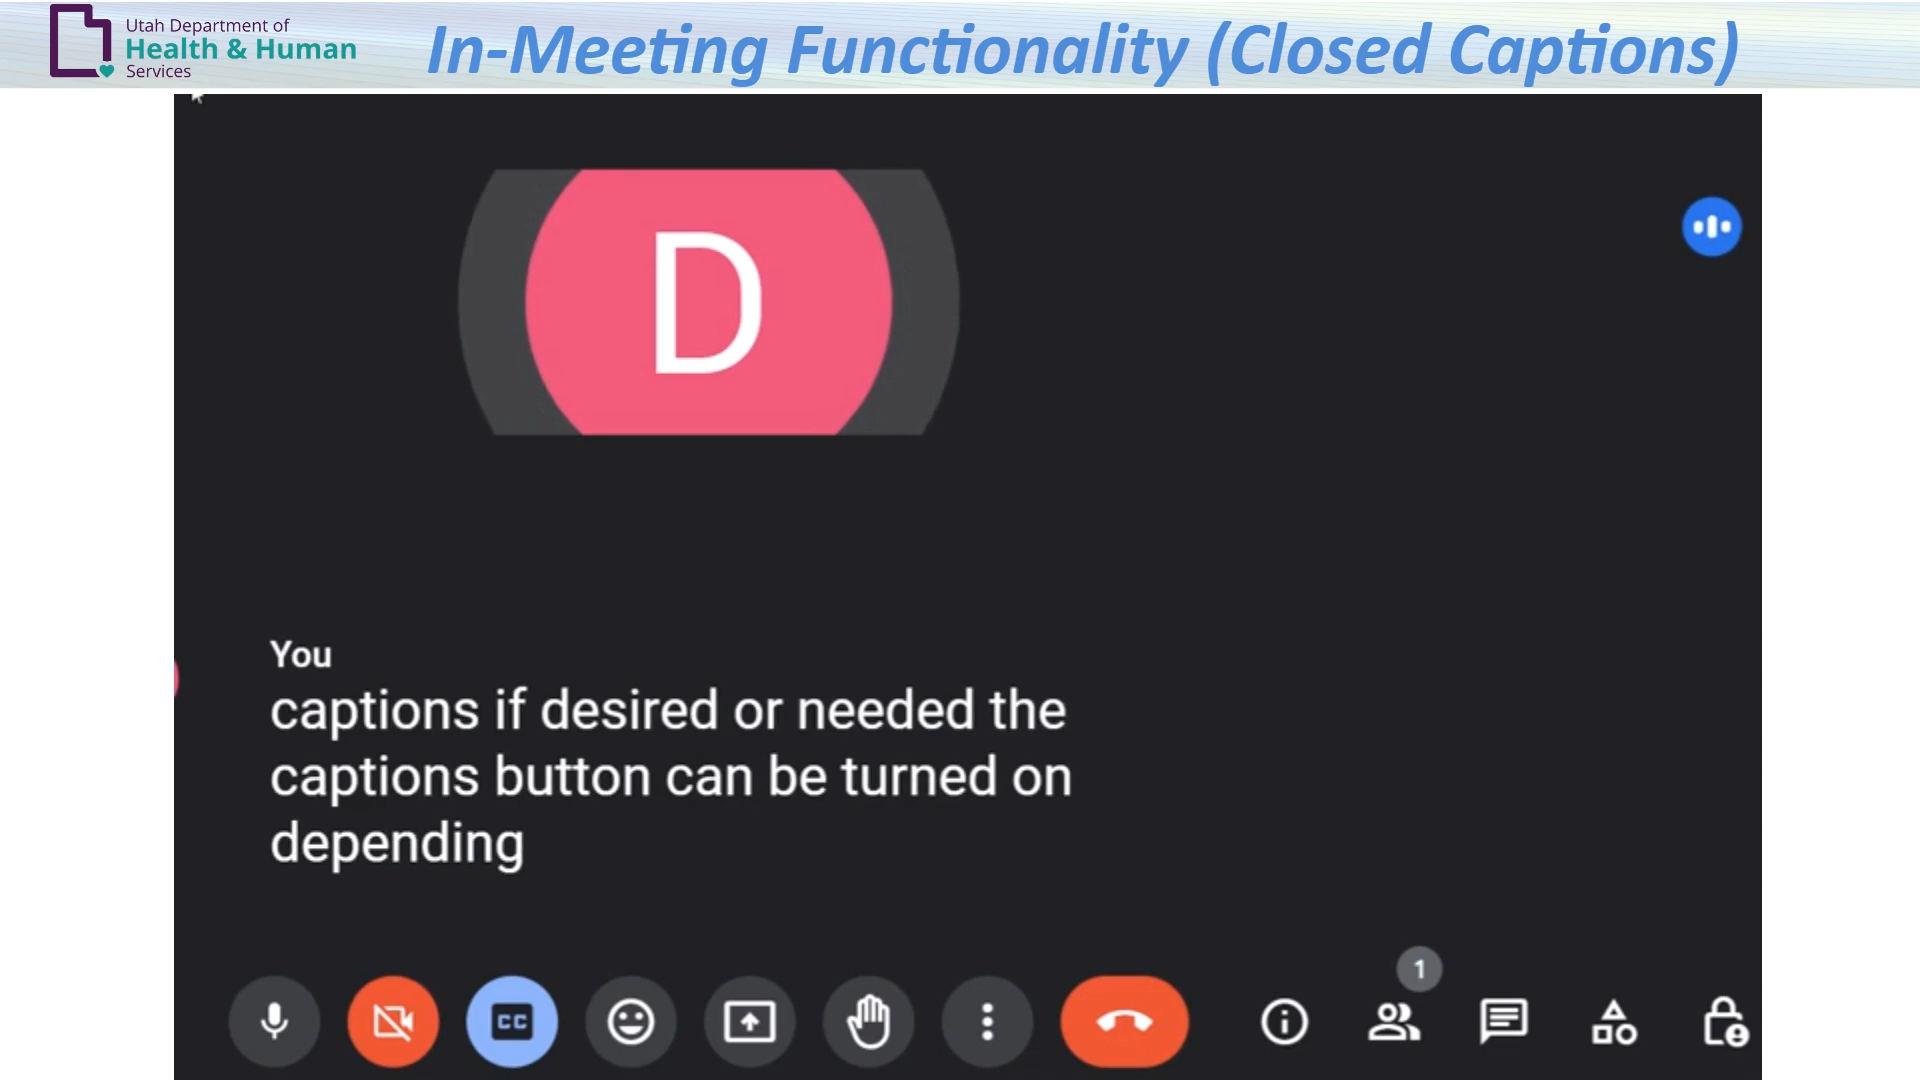 Utah Department of
Health & Human
Services
In-Meeting Functionality (Closed Captions)
D
You
captions if desired or needed the
captions button can be turned on
depending
1
CC